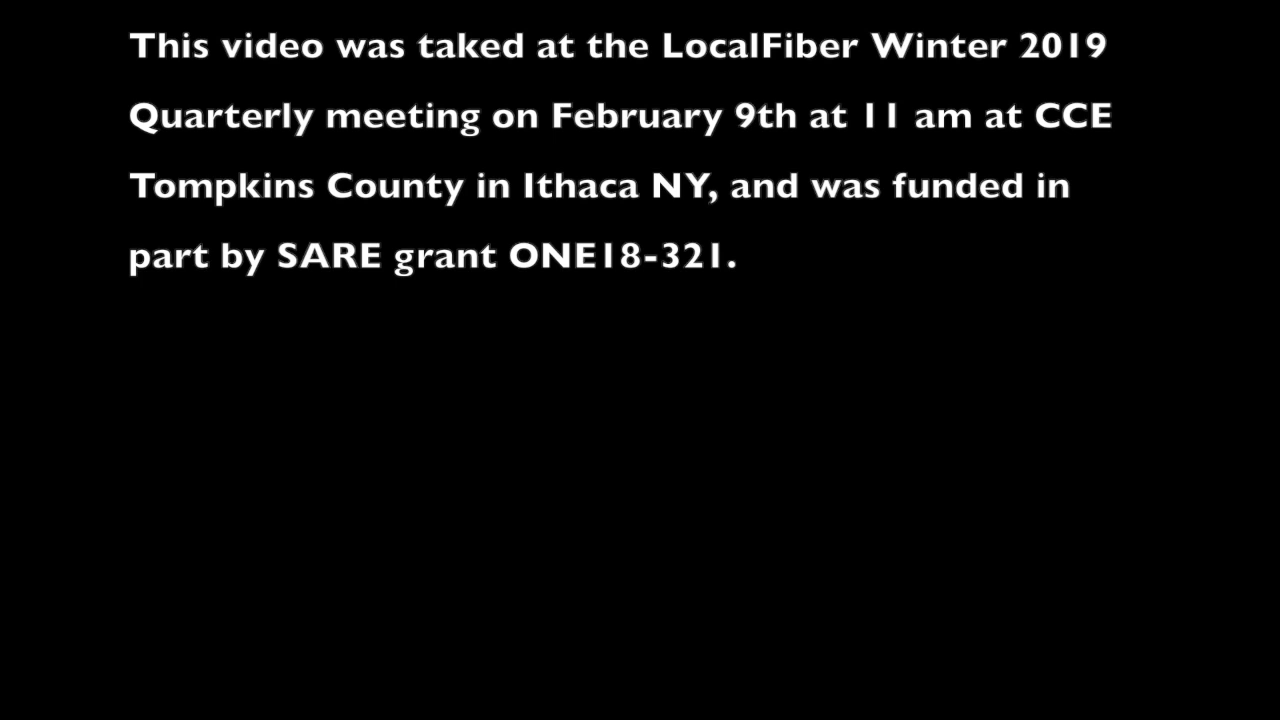 This video was taked at the LocalFiber Winter 2019
Quarterly meeting on February 9th at 11 am at CCE
Tompkins County in Ithaca NY, and was funded in
part by SARE grant ONE18-321.